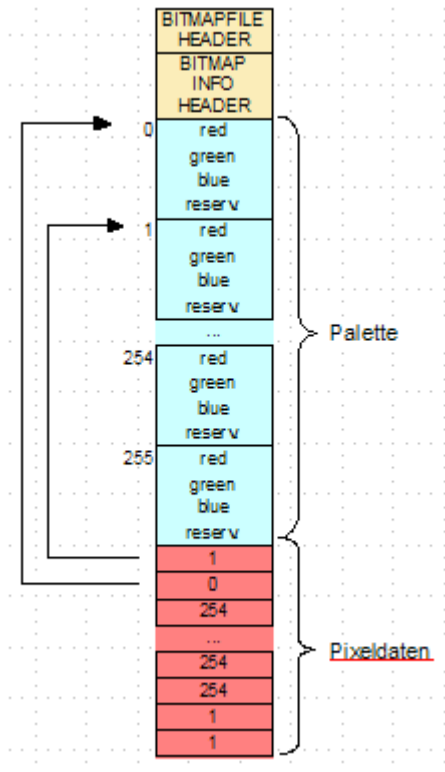 BITMAPFILE
HEADER
BITMAP
INFO
HEADER
0 red
green
blue
reserv.
1 red
green
blue
reserv.
...
Palette
254 red
green
blue
reserv.
255 red
green
blue
reserv
1
0
254
...
Pixeldaten
254
254
1
1